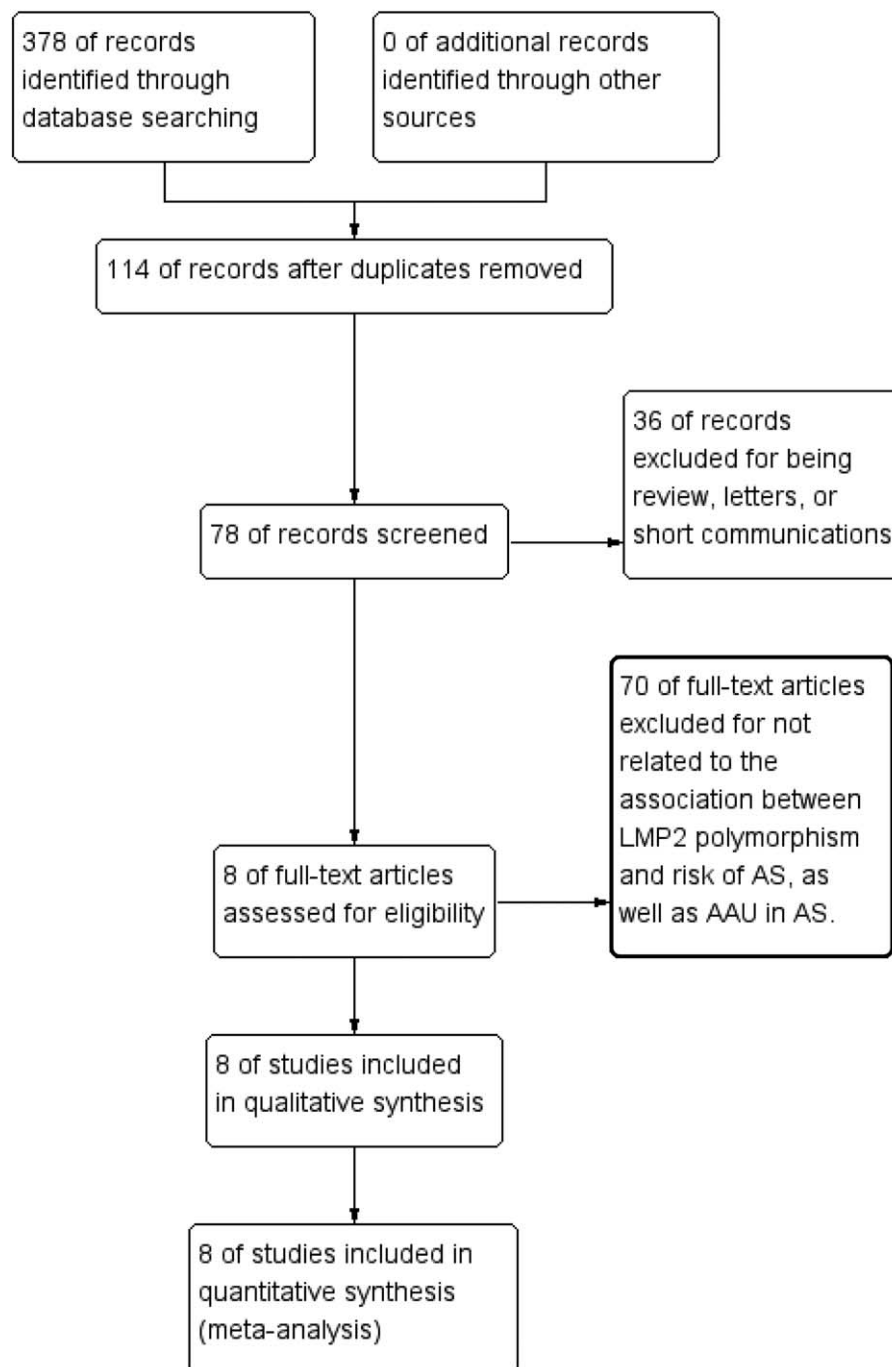 378 of records
identified through
database searching
0 of additional records
identified through other
sources
114 of records after duplicates removed
36 of records
excluded for being
review, letters, or
short communications
78 of records screened
70 of full-text articles
excluded for not
related to the
association between
LMP2 polymorphism
and risk of AS, as
well as AAU in AS.
8 of full-text articles
assessed for eligibility
8 of studies included
in qualitative synthesis
8 of studies included in
quantitative synthesis
(meta-analysis)